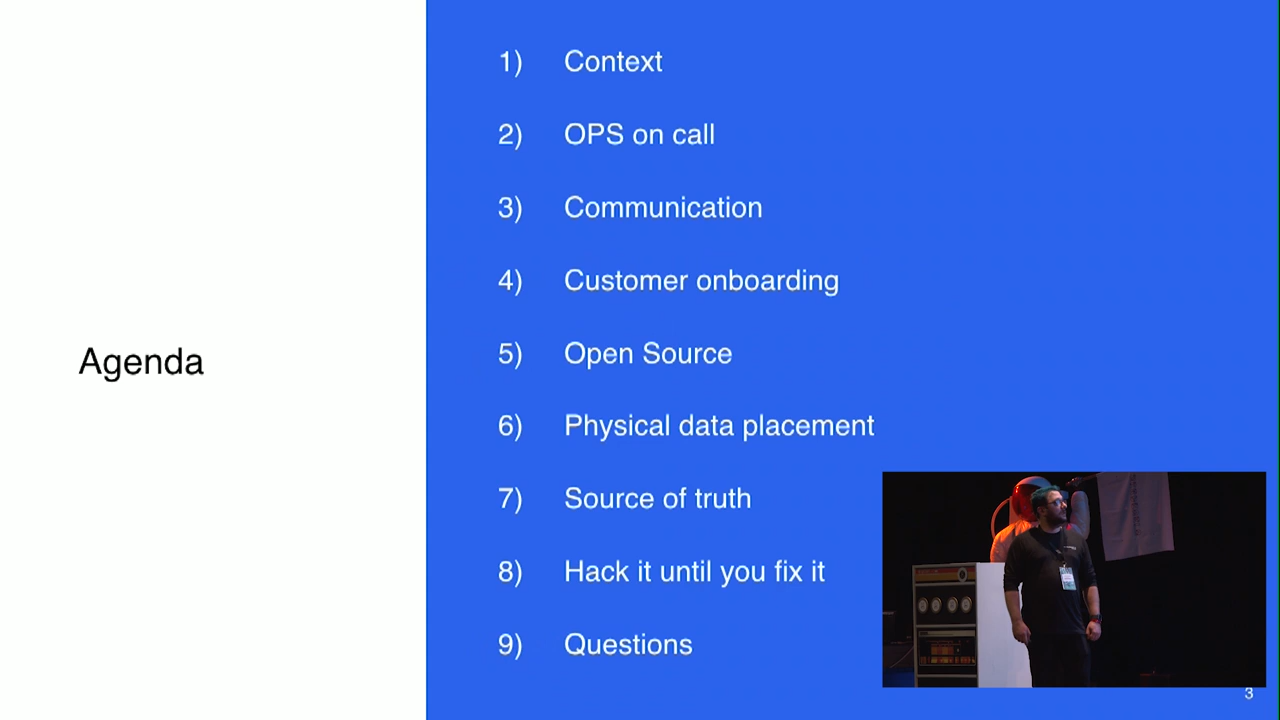 Agenda
1) Context
2) OPS on call
3) Communication
4) Customer onboarding
5) Open Source
6) Physical data placement
7) Source of truth
8) Hack it until you fix it
9) Questions
3